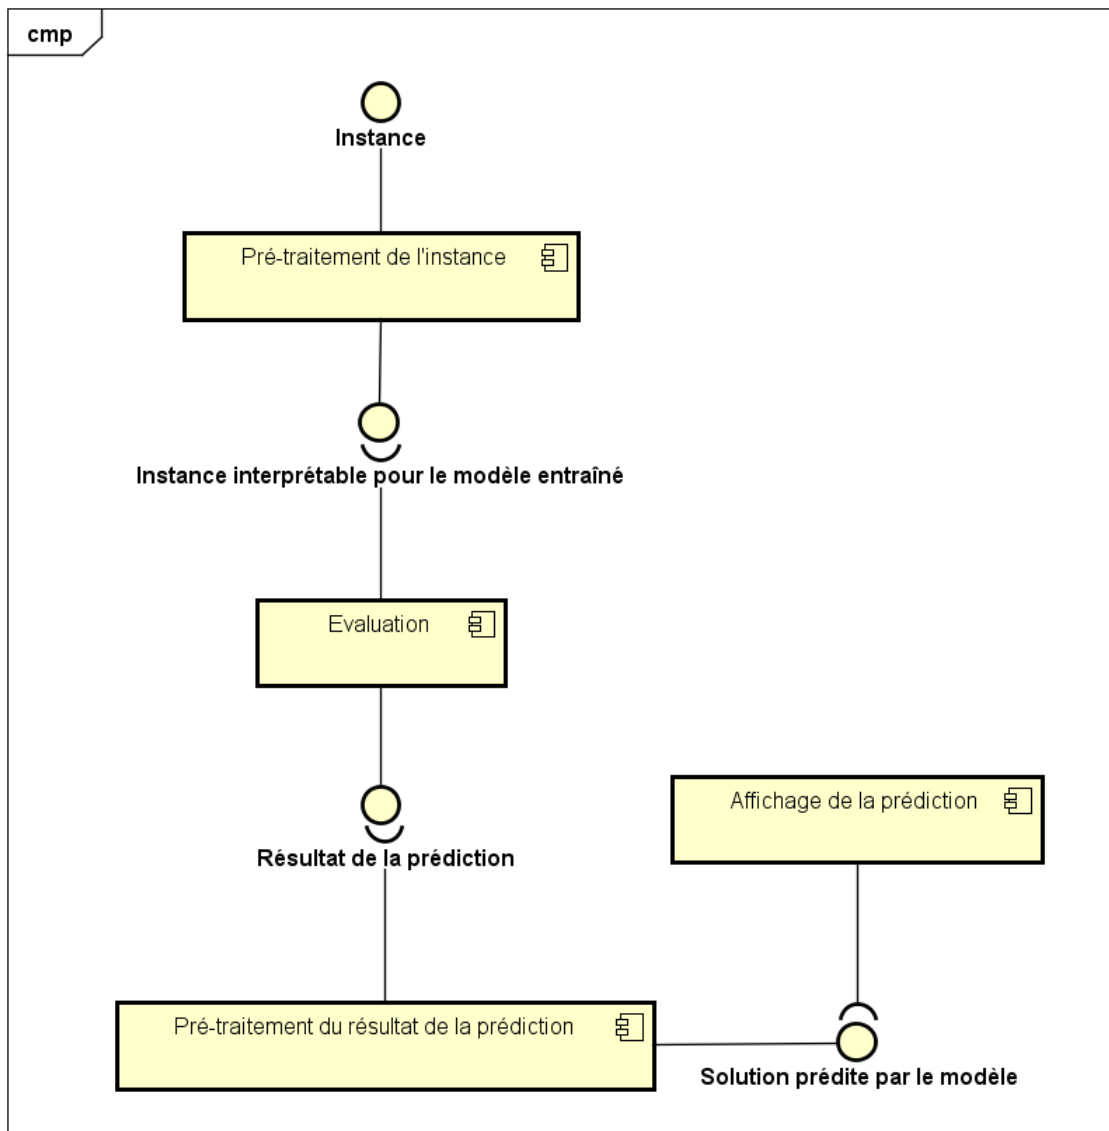 cmp
Instance
Pré-traitement de l'instance
Instance interprétable pour le modèle entraîné
Evaluation
Affichage de la prédiction
Résultat de la prédiction
Pré-traitement du résultat de la prédiction
Solution prédite par le modèle